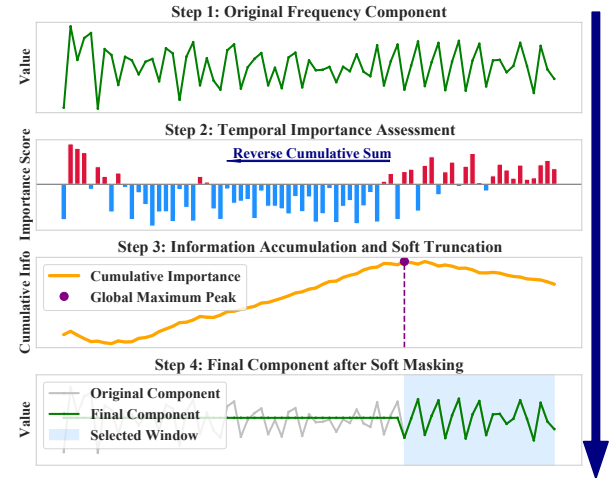 Step 1: Original Frequency Component
Value
Step 2: Temporal Importance Assessment
Importance Score
Reverse Cumulative Sum
Step 3: Information Accumulation and Soft Truncation
Cumulative Info
Cumulative Importance
Global Maximum Peak
Step 4: Final Component after Soft Masking
Value
Original Component
Final Component
Selected Window